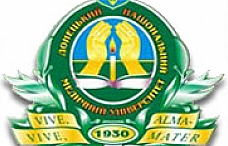 ДОНЕЦЬКИЙ НАЦІОНАЛЬНИЙ
МЕДИЧНИЙ УНІВЕРСИТЕТ
VIVE,
VIVE,
1930
ALMA-
MATER